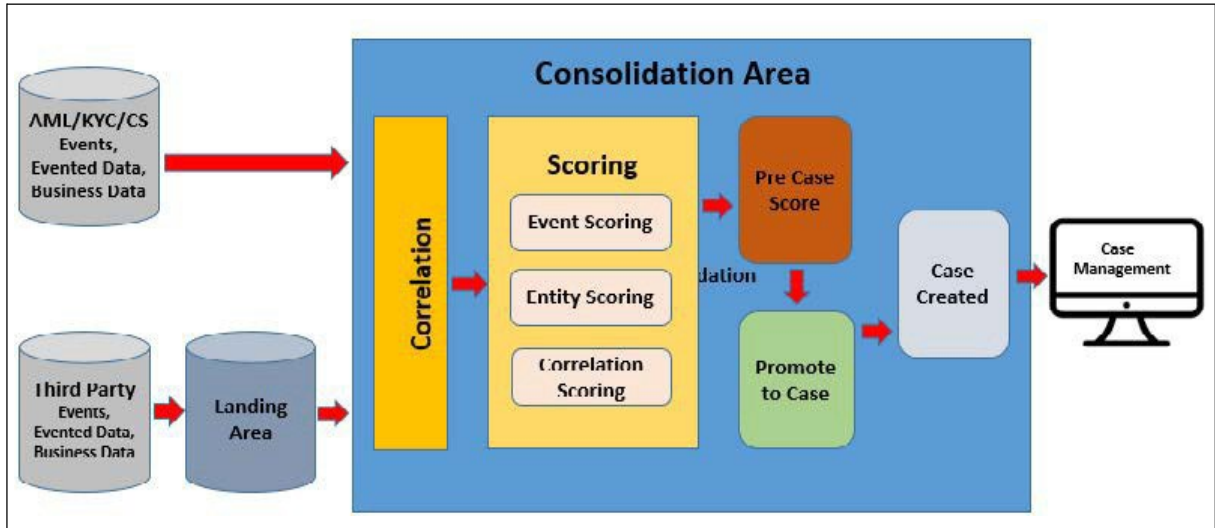 Consolidation Area
AML/KYC/CS
Events,
Evented Data,
Business Data
Third Party
Events,
Evented Data,
Business Data
Landing
Area
Correlation
Scoring
Event Scoring
Entity Scoring
Correlation
Scoring
Pre Case
Score
dation
Promote
to Case
Case
Created
Case
Management